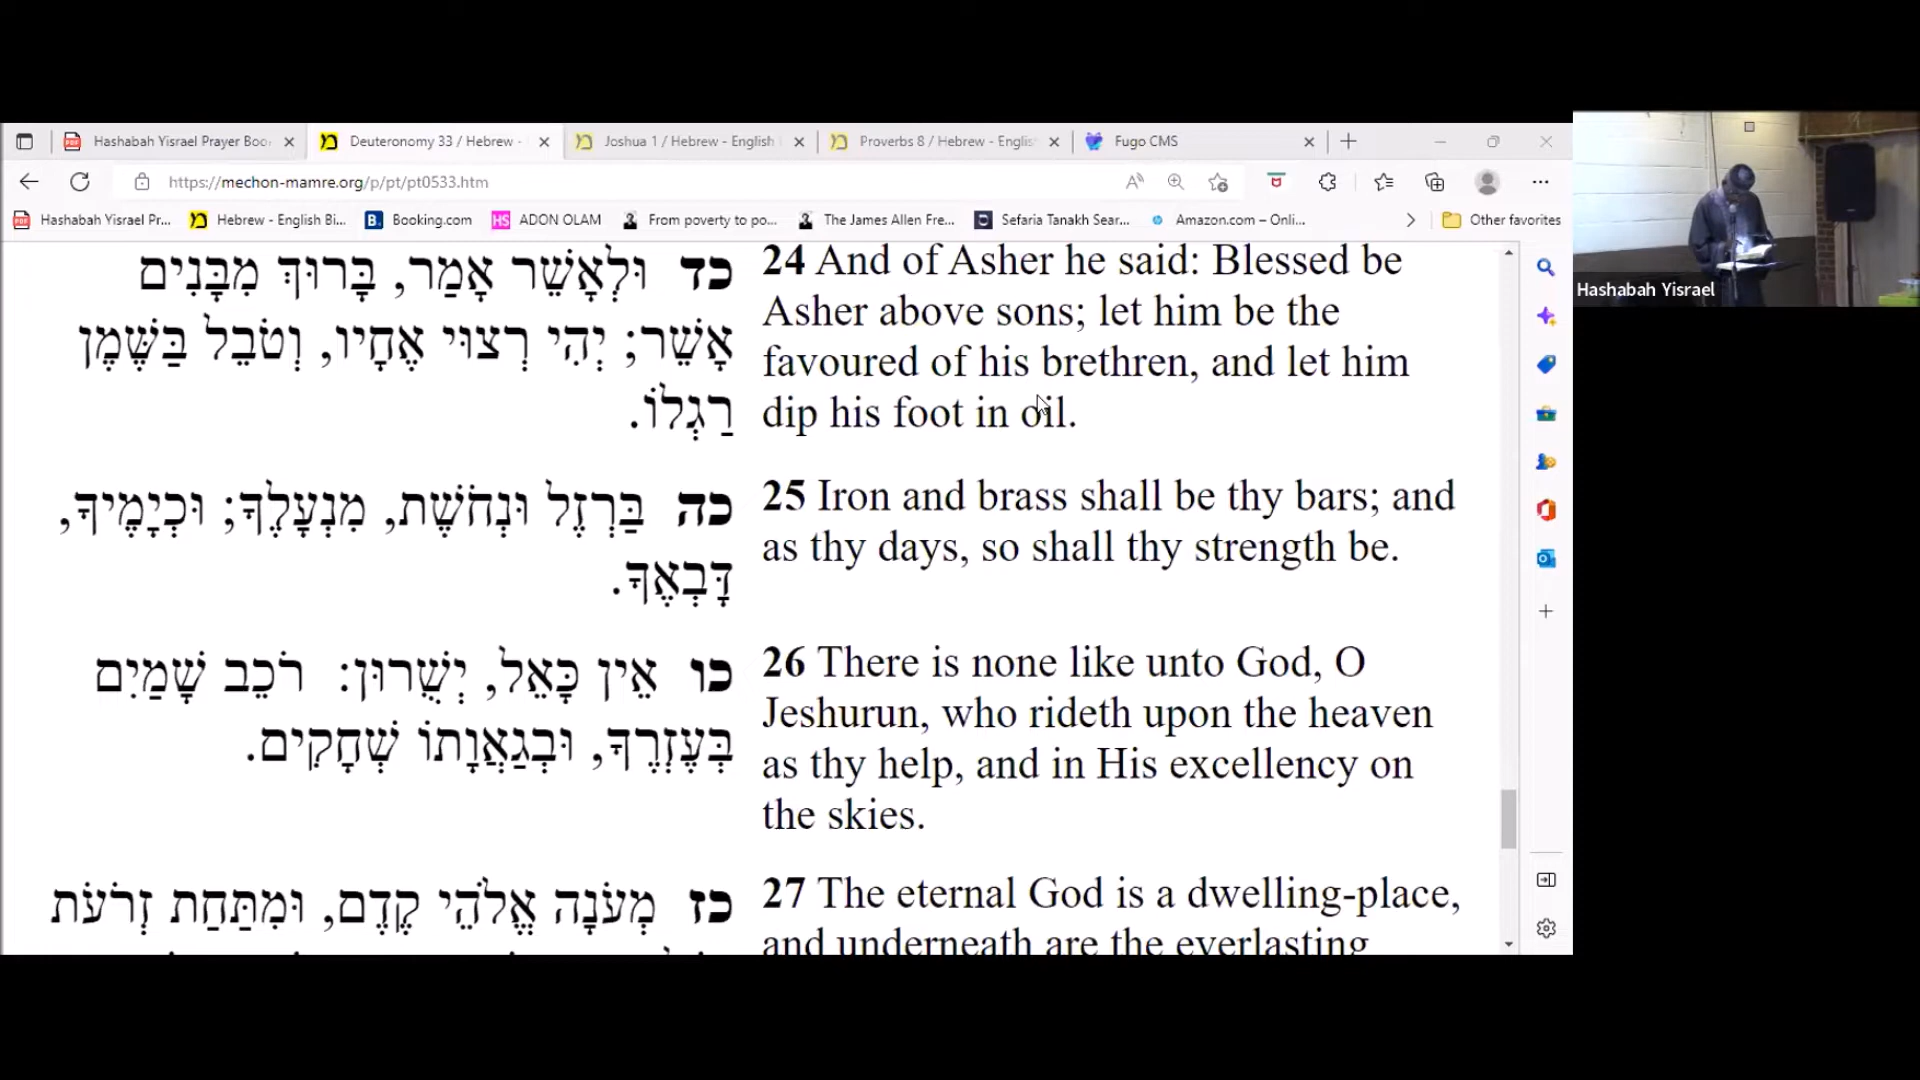 Hashabah Yisrael Prayer Boo
Deuteronomy 33 / Hebrew -
Joshua 1 / Hebrew - English
Proverbs 8 / Hebrew - Englis
Fugo CMS
https://mechon-mamre.org/p/pt/pt0533.htm
Hashabah Yisrael Pr...
Hebrew - English Bi...
Booking.com
ADON OLAM
From poverty to po...
The James Allen Fre...
Sefaria Tanakh Sear...
Amazon.com – Onli...
Other favorites
Hashabah Yisrael
כד וּלְאָשֵׁר אָמַר, בָּרוּךְ מִבָּנִים
אָשֵׁר; יְהִי רְצוּי אֶחָיו, וְטֹבֵל בַּשֶּׁמֶן
רַגְלוֹ.
24 And of Asher he said: Blessed be
Asher above sons; let him be the
favoured of his brethren, and let him
dip his foot in oil.
כה בַּרְזֶל וּנְחֹשֶׁת, מִנְעָלֶךָ; וּכְיָמֶיךָ,
דָּבְאֶךָ.
25 Iron and brass shall be thy bars; and
as thy days, so shall thy strength be.
כו אֵין כָּאֵל, יְשֻׁרוּן: רֹכֵב שָׁמַיִם
בְּעֶזְרֶךָ, וּבְגַאֲוָתוֹ שְׁחָקִים.
26 There is none like unto God, O
Jeshurun, who rideth upon the heaven
as thy help, and in His excellency on
the skies.
כז מְעֹנָה אֱלֹהֵי קֶדֶם, וּמִתַּחַת זְרֹעֹת
27 The eternal God is a dwelling-place,
and underneath are the everlasting